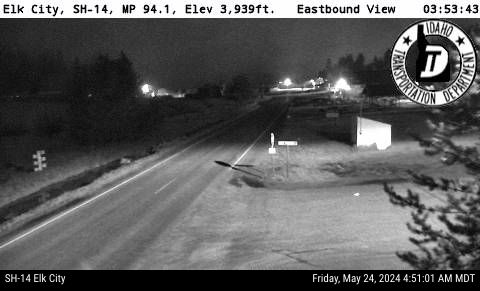 Elk City, SH-14, MP 94.1, Elev 3,939ft. Eastbound View 03:53:43
IDAHO
TRANSPORTATION DEPARTMENT
SH-14 Elk City Friday, May 24, 2024 4:51:01 AM MDT